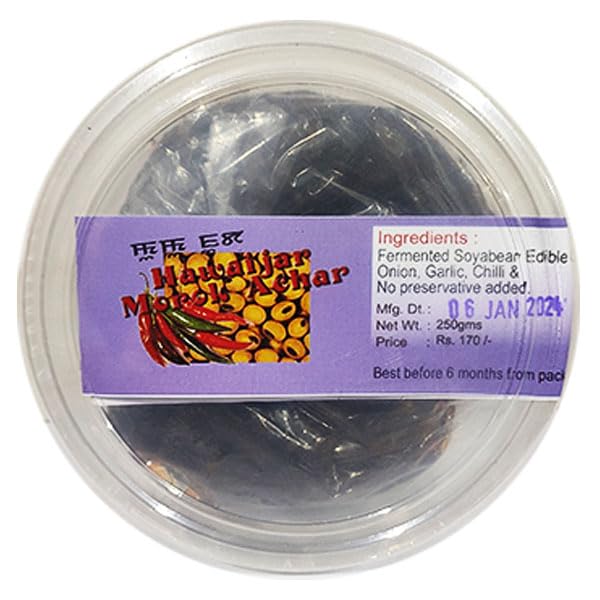 Hawaijar
Morok Achar
Ingredients :
Fermented Soyabean Edible
Onion, Garlic, Chilli &
No preservative added.
Mfg. Dt. : 06 JAN 2024
Net Wt. : 250gms
Price : Rs. 170 /-
Best before 6 months from pack